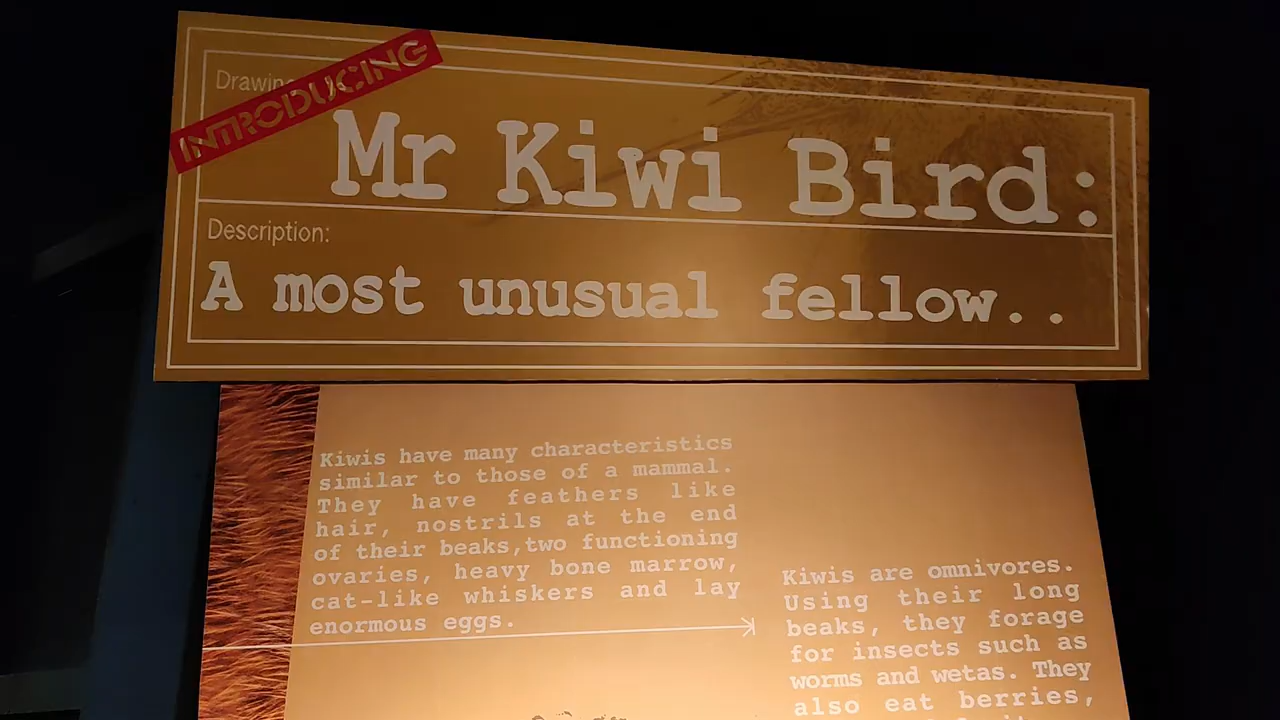 INTRODUCING
Mr Kiwi Bird:
Description:
A most unusual fellow..
Kiwis have many characteristics
similar to those of a mammal.
They have feathers like
hair, nostrils at the end
of their beaks,two functioning
ovaries, heavy bone marrow,
cat-like whiskers and lay
enormous eggs.
Kiwis are omnivores.
Using their long
beaks, they forage
for insects such as
worms and wetas. They
also eat berries,